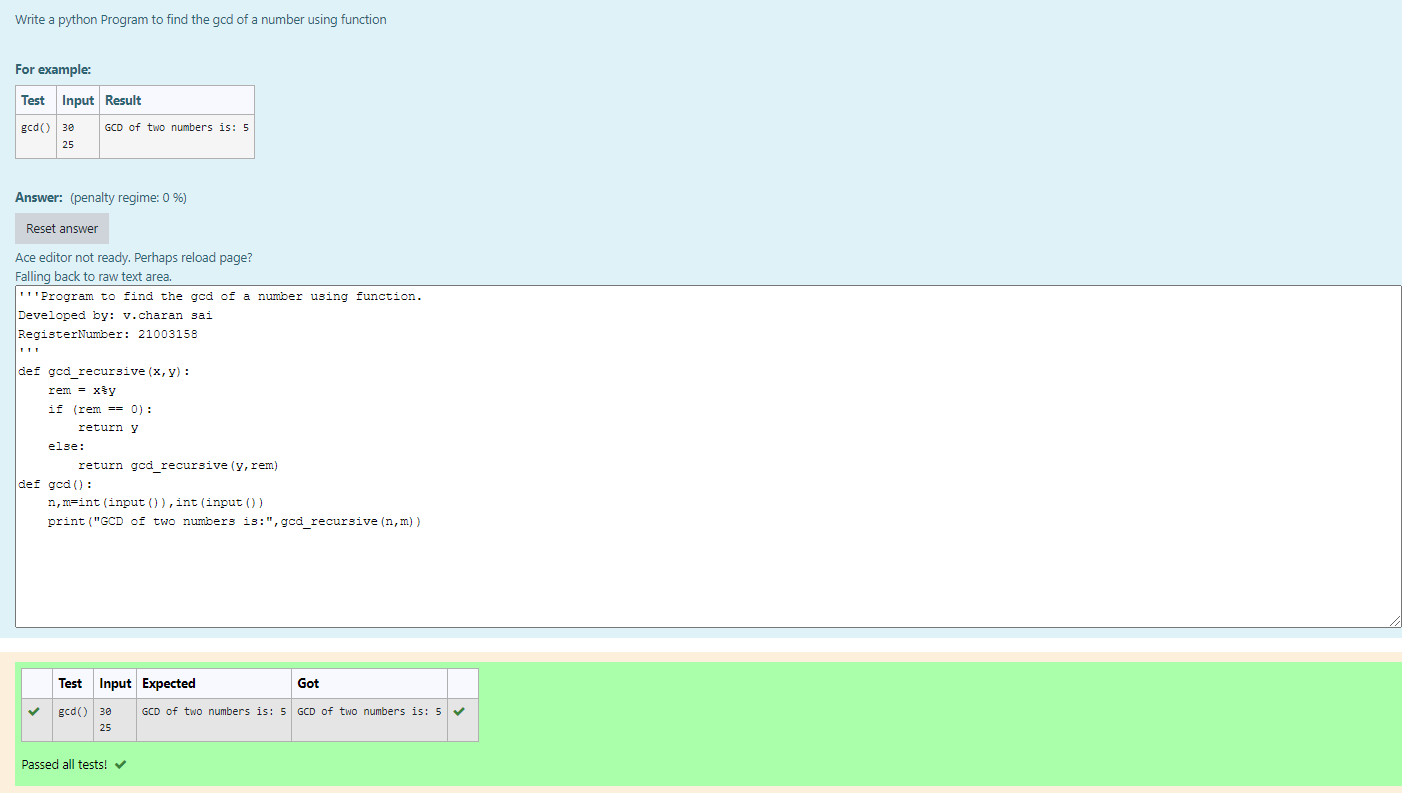 Write a python Program to find the gcd of a number using function
For example:
Test Input Result
gcd() 30 GCD of two numbers is: 5
25
Answer: (penalty regime: 0 %)
Reset answer
Ace editor not ready. Perhaps reload page?
Falling back to raw text area.
'''Program to find the gcd of a number using function.
Developed by: v.charan sai
RegisterNumber: 21003158
'''
def gcd_recursive(x,y):
    rem = x%y
    if (rem == 0):
        return y
    else:
        return gcd_recursive(y,rem)
def gcd():
    n,m=int(input()),int(input())
    print("GCD of two numbers is:",gcd_recursive(n,m))
Test Input Expected Got
gcd() 30 GCD of two numbers is: 5 GCD of two numbers is: 5
25
Passed all tests!